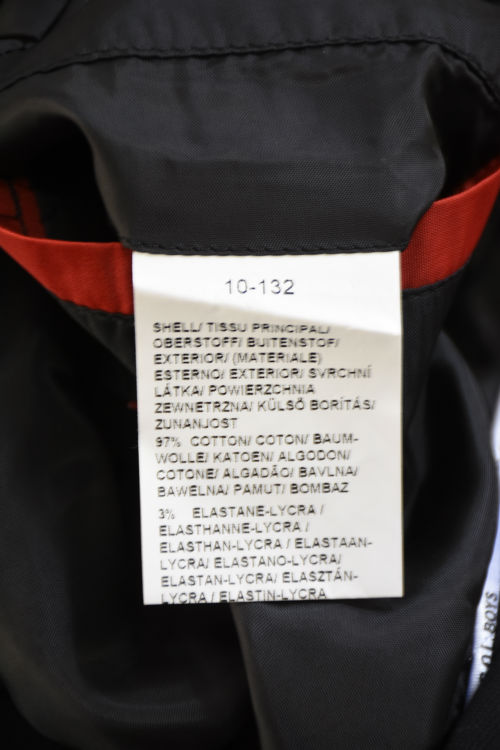 10-132
SHELL/ TISSU PRINCIPAL/
OBERSTOFF/ BUITENSTOF/
EXTERIOR/ (MATERIALE)
ESTERNO/ EXTERIOR/ SVRCHNÍ
LÁTKA/ POWIERZCHNIA
ZEWNETRZNA/ KÜLSŐ BORÍTÁS/
ZUNANJOST
97% COTTON/ COTON/ BAUM-
WOLLE/ KATOEN/ ALGODON/
COTONE/ ALGADÃO/ BAVLNA/
BAWELNA/ PAMUT/ BOMBAZ
3% ELASTANE-LYCRA /
ELASTHANNE-LYCRA /
ELASTHAN-LYCRA / ELASTAAN-
LYCRA/ ELASTANO-LYCRA/
ELASTAN-LYCRA/ ELASZTÁN-
LYCRA/ ELASTIN-LYCRA
BOYS